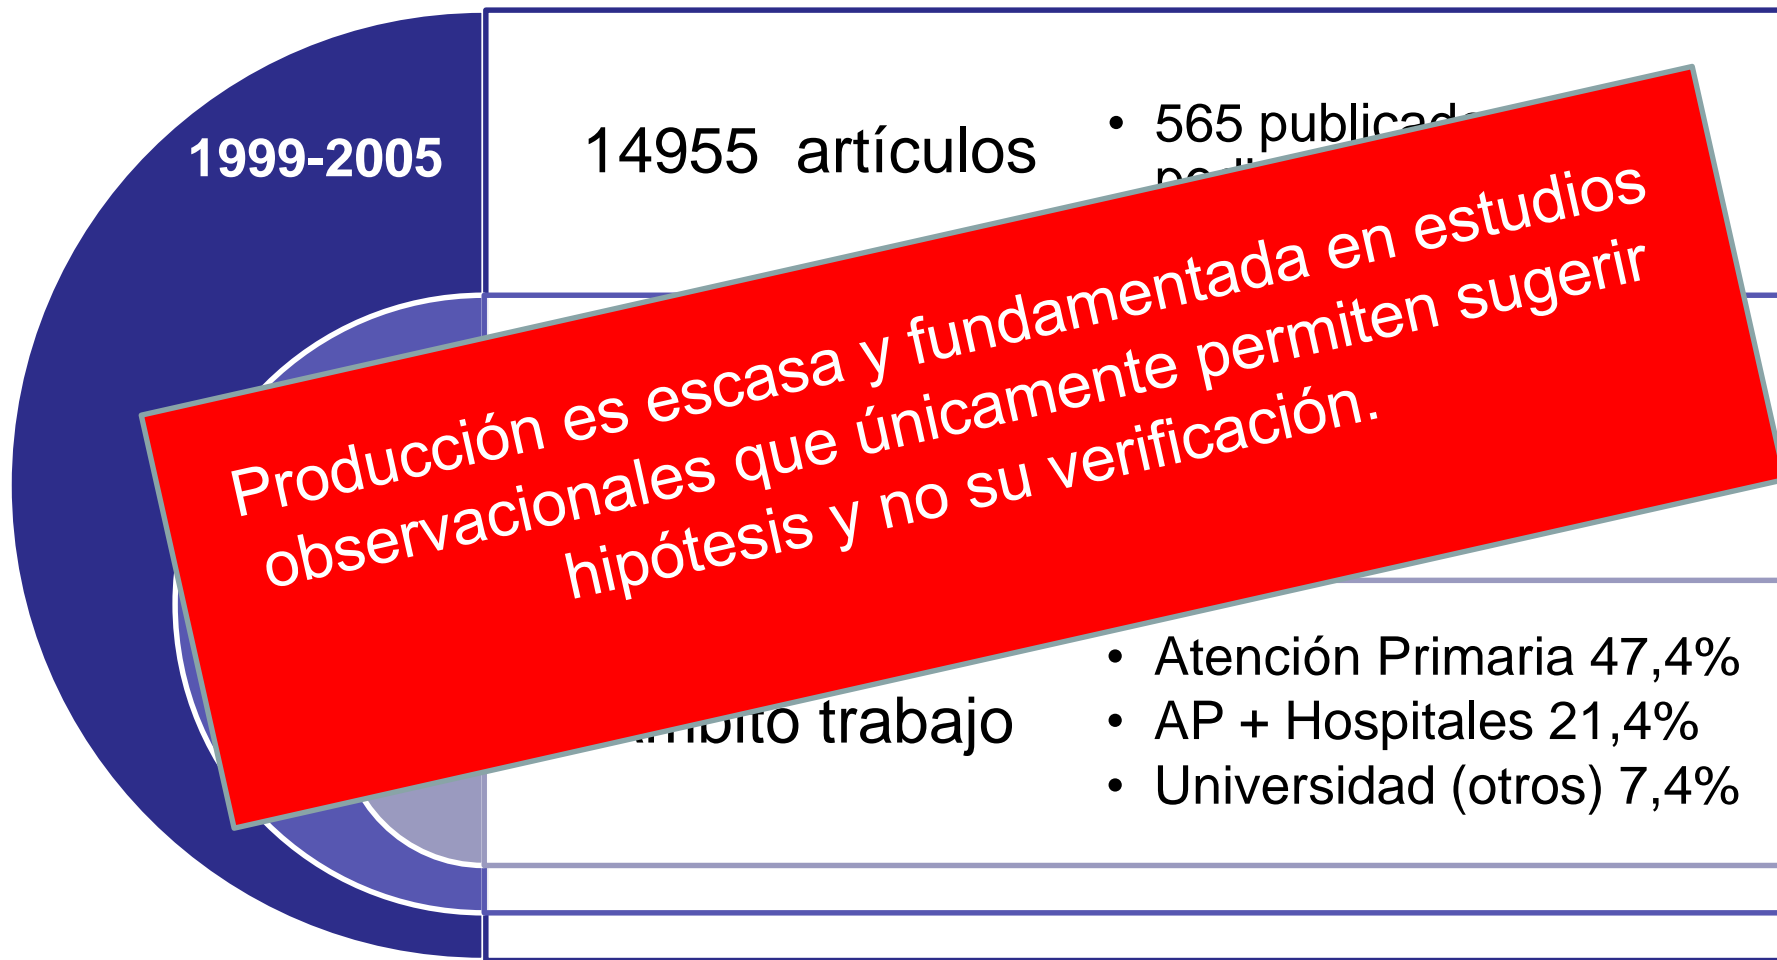 1999-2005
14955 artículos
• 565
Producción es escasa y fundamentada en estudios
observacionales que únicamente permiten sugerir
hipótesis y no su verificación.
trabajo
• Atención Primaria 47,4%
• AP + Hospitales 21,4%
• Universidad (otros) 7,4%